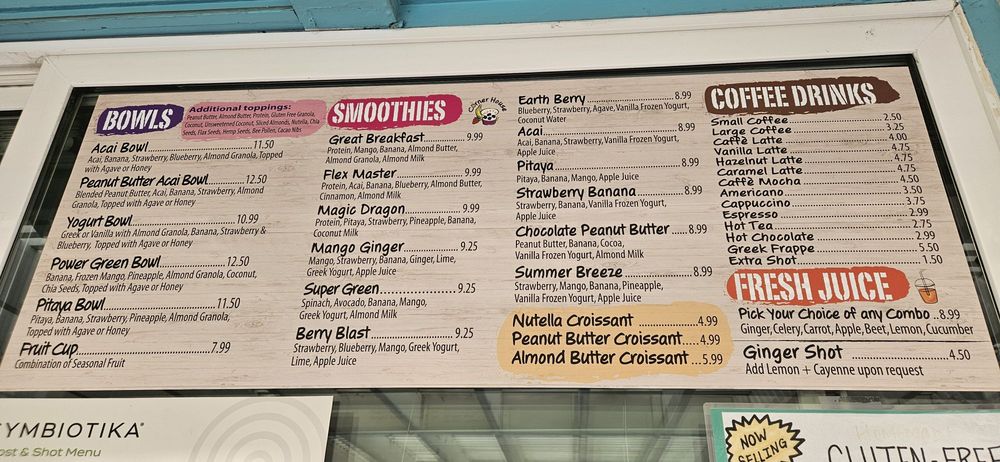 BOWLS
Additional toppings:
Peanut Butter, Almond Butter, Protein, Gluten Free Granola,
Coconut, Unsweetened Coconut, Sliced Almonds, Nutella, Chia
Seeds, Flax Seeds, Hemp Seeds, Bee Pollen, Cacao Nibs
Acai Bowl...11.50
Acai, Banana, Strawberry, Blueberry, Almond Granola, Topped
with Agave or Honey
Peanut Butter Acai Bowl...12.50
Blended Peanut Butter, Acai, Banana, Strawberry, Almond
Granola, Topped with Agave or Honey
Yogurt Bowl...10.99
Greek or Vanilla with Almond Granola, Banana, Strawberry &
Blueberry, Topped with Agave or Honey
Power Green Bowl...12.50
Banana, Frozen Mango, Pineapple, Almond Granola, Coconut,
Chia Seeds, Topped with Agave or Honey
Pitaya Bowl...11.50
Pitaya, Banana, Strawberry, Pineapple, Almond Granola,
Topped with Agave or Honey
Fruit Cup...7.99
Combination of Seasonal Fruit
SMOOTHIES
Corner House
Great Breakfast...9.99
Protein, Mango, Banana, Almond Butter,
Almond Granola, Almond Milk
Flex Master...9.99
Protein, Acai, Banana, Blueberry, Almond Butter,
Cinnamon, Almond Milk
Magic Dragon...9.99
Protein, Pitaya, Strawberry, Pineapple, Banana,
Coconut Milk
Mango Ginger...9.25
Mango, Strawberry, Banana, Ginger, Lime,
Greek Yogurt, Apple Juice
Super Green...9.25
Spinach, Avocado, Banana, Mango,
Greek Yogurt, Almond Milk
Berry Blast...9.25
Strawberry, Blueberry, Mango, Greek Yogurt,
Lime, Apple Juice
Earth Berry...8.99
Blueberry, Strawberry, Agave, Vanilla Frozen Yogurt,
Coconut Water
Acai...8.99
Acai, Banana, Strawberry, Vanilla Frozen Yogurt,
Apple Juice
Pitaya...8.99
Pitaya, Banana, Mango, Apple Juice
Strawberry Banana...8.99
Strawberry, Banana, Vanilla Frozen Yogurt,
Apple Juice
Chocolate Peanut Butter...8.99
Peanut Butter, Banana, Cocoa,
Vanilla Frozen Yogurt, Almond Milk
Summer Breeze...8.99
Strawberry, Mango, Banana, Pineapple,
Vanilla Frozen Yogurt, Apple Juice
Nutella Croissant...4.99
Peanut Butter Croissant...4.99
Almond Butter Croissant...5.99
COFFEE DRINKS
Small Coffee...2.50
Large Coffee...3.25
Caffè Latte...4.00
Vanilla Latte...4.75
Hazelnut Latte...4.75
Caramel Latte...4.75
Caffè Mocha...4.50
Americano...3.50
Cappuccino...3.75
Espresso...2.99
Hot Tea...2.75
Hot Chocolate...2.99
Greek Frappe...5.50
Extra Shot...1.50
FRESH JUICE
Pick Your Choice of any Combo..8.99
Ginger, Celery, Carrot, Apple, Beet, Lemon, Cucumber
Ginger Shot...4.50
Add Lemon + Cayenne upon request
CYMBIOTIKA
ost & Shot Menu
NOW
SELLING
GLUTEN-FREE